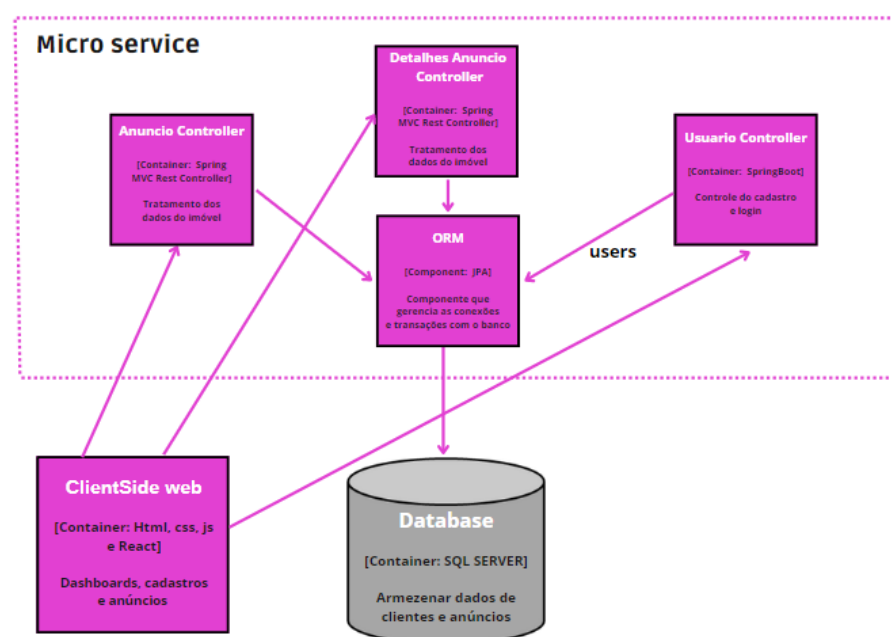 Micro service
Detalhes Anuncio
Controller
[Container: Spring
MVC Rest Controller]
Tratamento dos
dados do imóvel
Anuncio Controller
[Container: Spring
MVC Rest Controller]
Tratamento dos
dados do imóvel
Usuario Controller
[Container: SpringBoot]
Controle do cadastro
e login
ORM
[Component: JPA]
Componente que
gerencia as conexões
e transações com o banco
users
ClientSide web
[Container: Html, css, js
e React]
Dashboards, cadastros
e anúncios
Database
[Container: SQL SERVER]
Armezenar dados de
clientes e anúncios